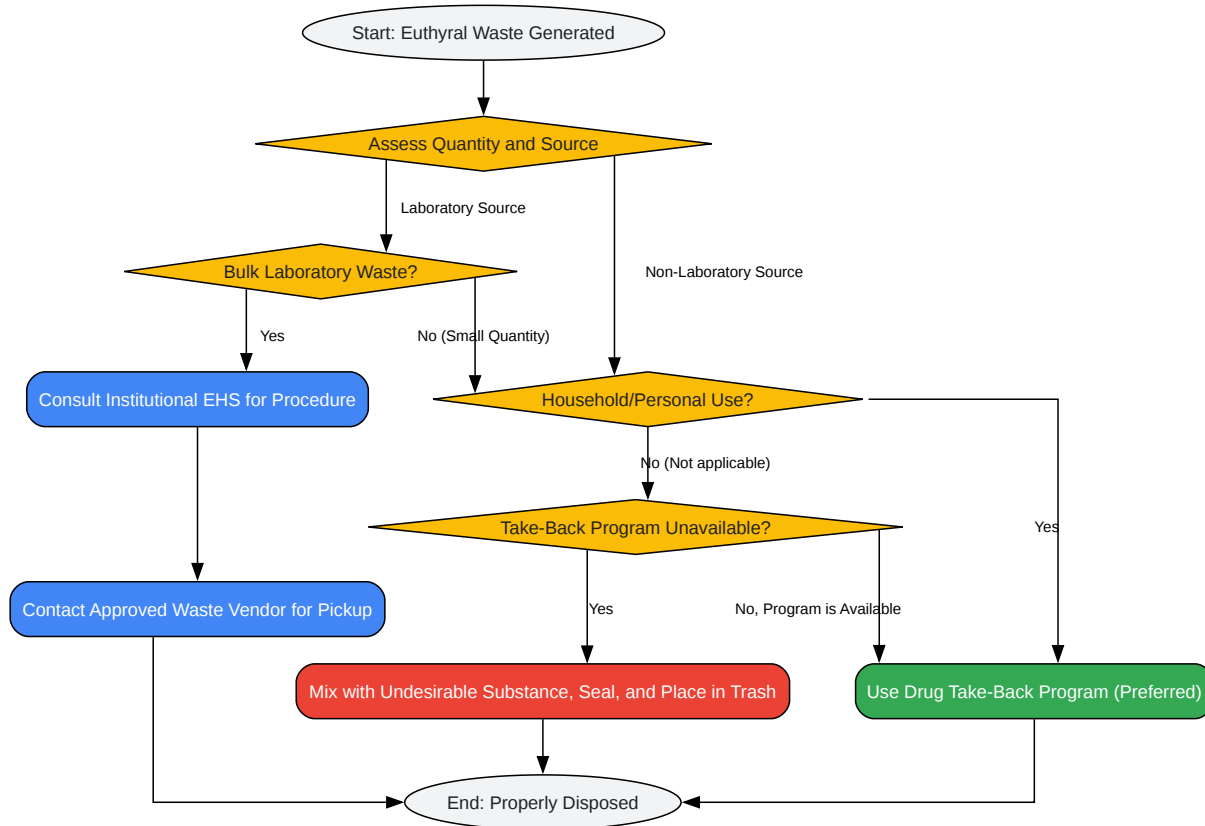 Start: Euthyral Waste Generated
Assess Quantity and Source
Laboratory Source
Bulk Laboratory Waste?
Non-Laboratory Source
Yes
No (Small Quantity)
Consult Institutional EHS for Procedure
Household/Personal Use?
No (Not applicable)
Take-Back Program Unavailable?
Yes
Contact Approved Waste Vendor for Pickup
Yes
No, Program is Available
Mix with Undesirable Substance, Seal, and Place in Trash
Use Drug Take-Back Program (Preferred)
End: Properly Disposed